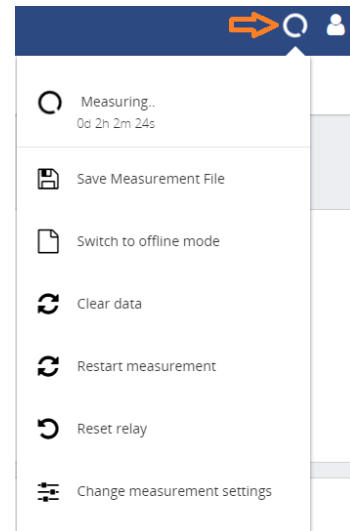 Measuring..
0d 2h 2m 24s
Save Measurement File
Switch to offline mode
Clear data
Restart measurement
Reset relay
Change measurement settings